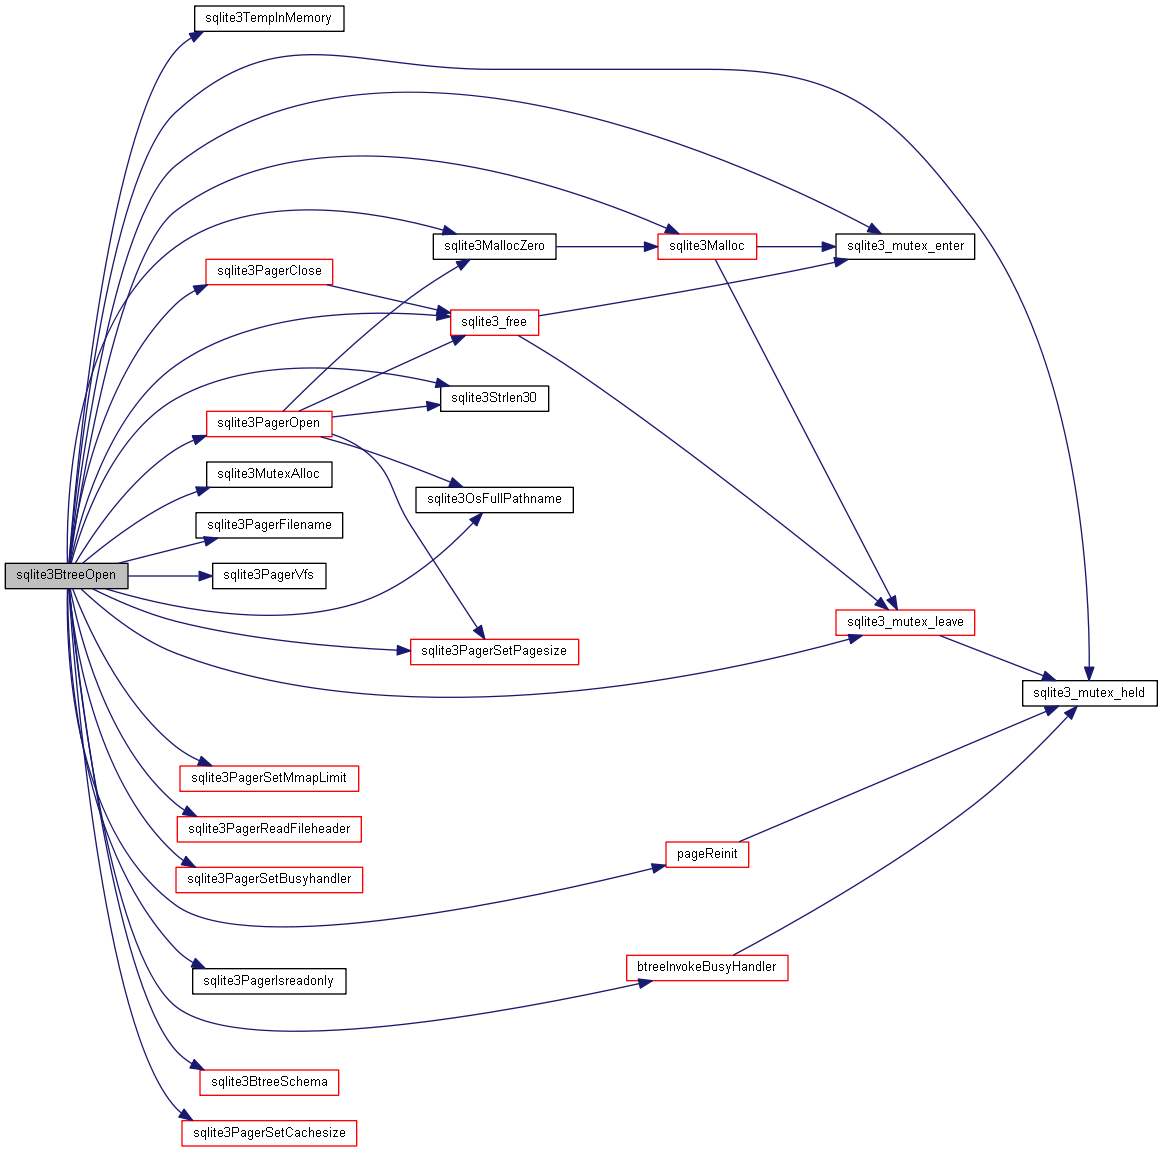 sqlite3TempInMemory
sqlite3MallocZero
sqlite3Malloc
sqlite3_mutex_enter
sqlite3PagerClose
sqlite3_free
sqlite3Strlen30
sqlite3PagerOpen
sqlite3MutexAlloc
sqlite3OsFullPathname
sqlite3PagerFilename
sqlite3BtreeOpen
sqlite3PagerVfs
sqlite3_mutex_leave
sqlite3PagerSetPagesize
sqlite3_mutex_held
sqlite3PagerSetMmapLimit
sqlite3PagerReadFileheader
pageReinit
sqlite3PagerSetBusyhandler
btreeInvokeBusyHandler
sqlite3PagerIsreadonly
sqlite3BtreeSchema
sqlite3PagerSetCachesize